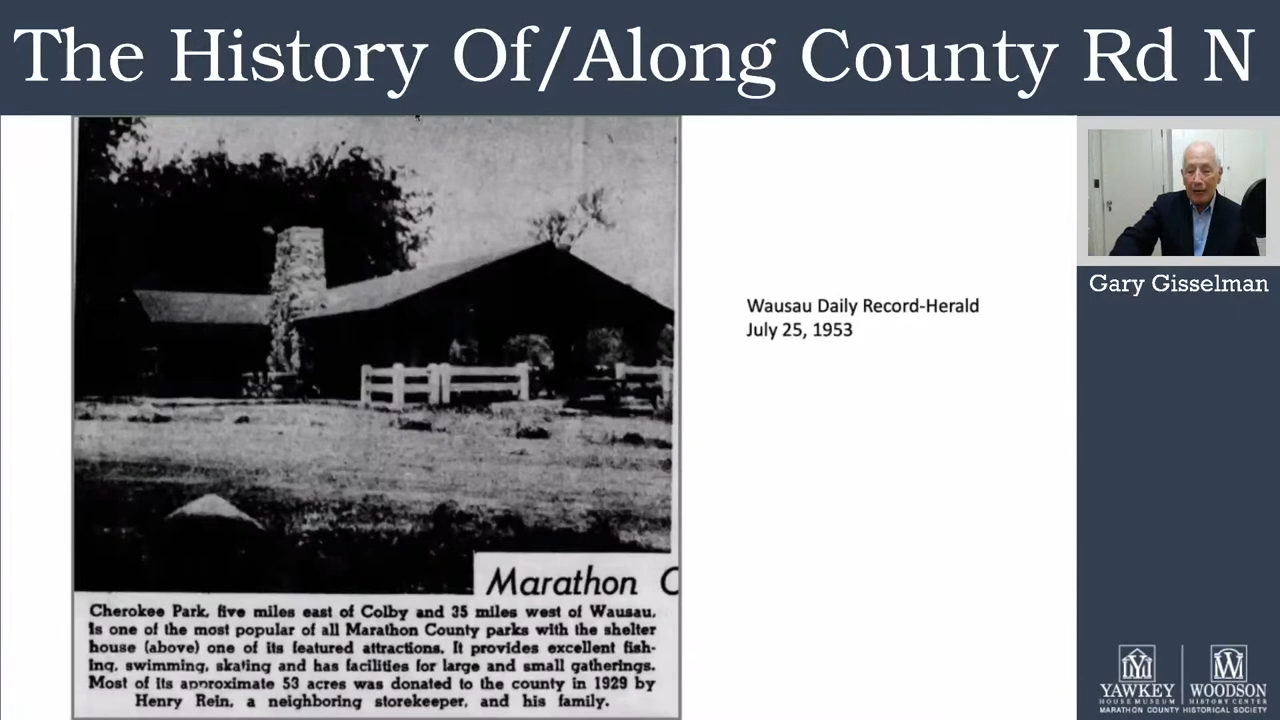 The History Of/Along County Rd N
Wausau Daily Record-Herald
July 25, 1953
Gary Gisselman
Marathon C
Cherokee Park, five miles east of Colby and 35 miles west of Wausau,
is one of the most popular of all Marathon County parks with the shelter
house (above) one of its featured attractions. It provides excellent fish-
ing, swimming, skating and has facilities for large and small gatherings.
Most of its approximate 53 acres was donated to the county in 1929 by
Henry Rein, a neighboring storekeeper, and his family.
YAWKEY
HOUSE MUSEUM
WOODSON
HISTORY CENTER
MARATHON COUNTY HISTORICAL SOCIETY